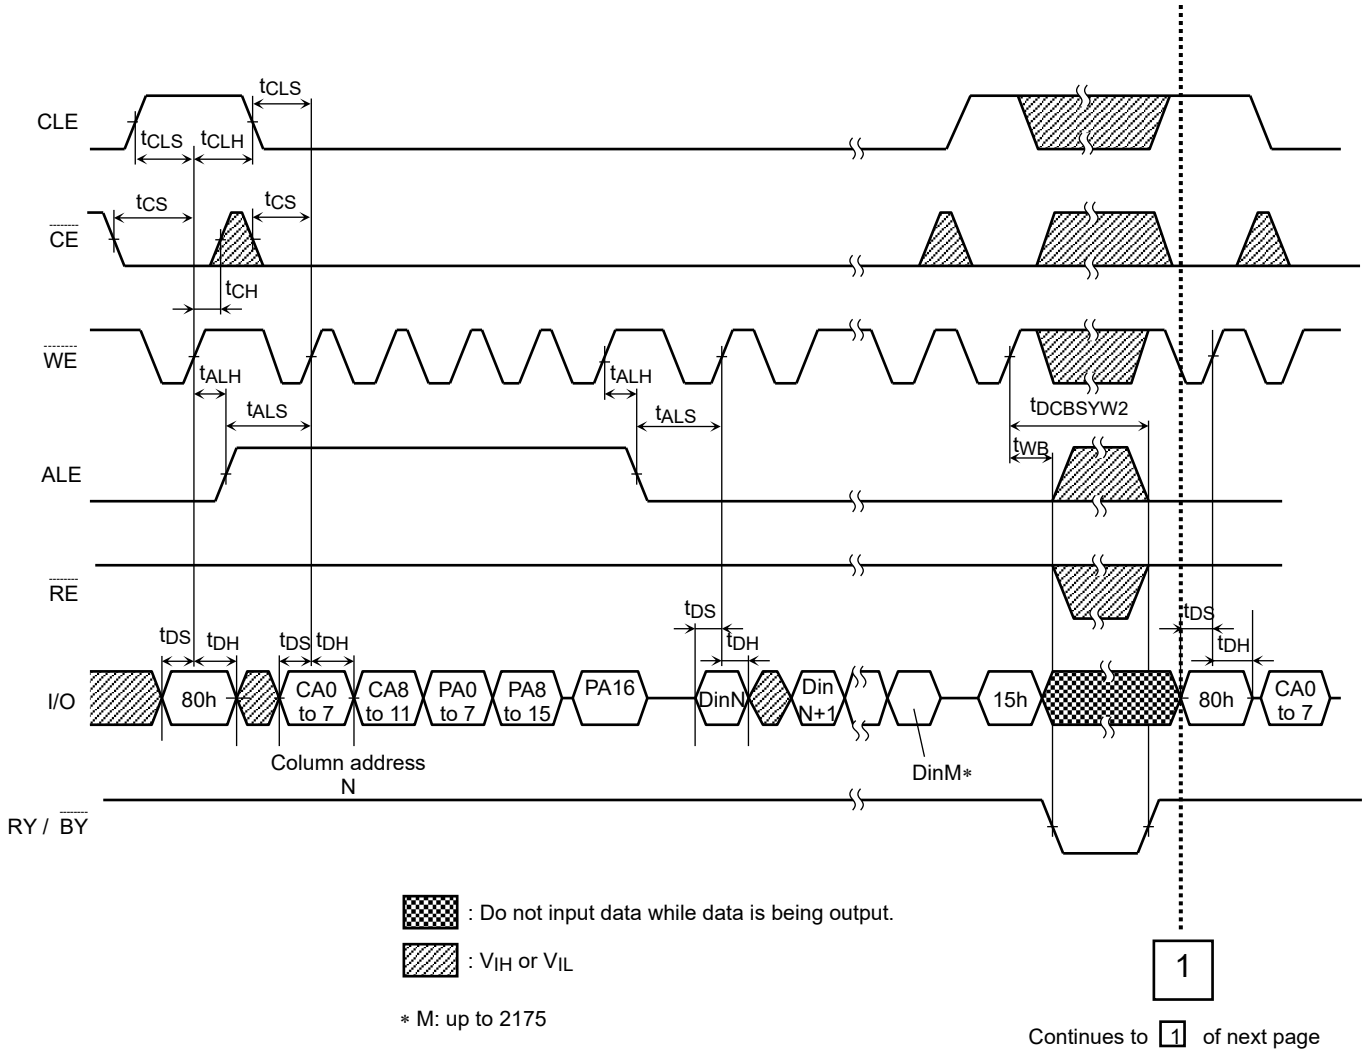 tCLS
CLE
tCLS tCLH
tCS tCS
CE
tCH
WE
tALH tALH
tDCBSYW2
tALS tALS
tWB
ALE
RE
tDS tDS
tDS tDH tDS tDH tDH tDH
I/O 80h CA0 to 7 CA8 to 11 PA0 to 7 PA8 to 15 PA16 DinN Din N+1 15h 80h CA0 to 7
Column address
N
DinM*
RY / BY
: Do not input data while data is being output.
: VIH or VIL
* M: up to 2175
1
Continues to 1 of next page